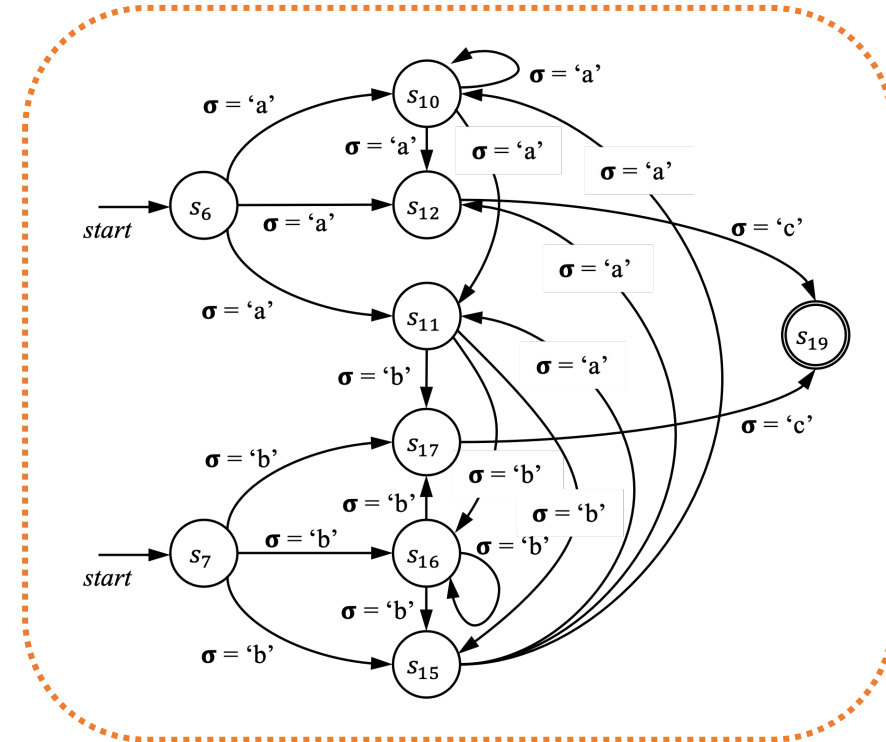 s10
σ = ‘a’
σ = ‘a’
σ = ‘a’
σ = ‘a’
σ = ‘a’
s6
s12
start
σ = ‘a’
σ = ‘c’
σ = ‘a’
σ = ‘a’
s11
s19
σ = ‘a’
σ = ‘b’
σ = ‘c’
s17
σ = ‘b’
σ = ‘b’
σ = ‘b’
σ = ‘b’
σ = ‘b’
σ = ‘b’
s7
s16
start
σ = ‘b’
σ = ‘b’
s15